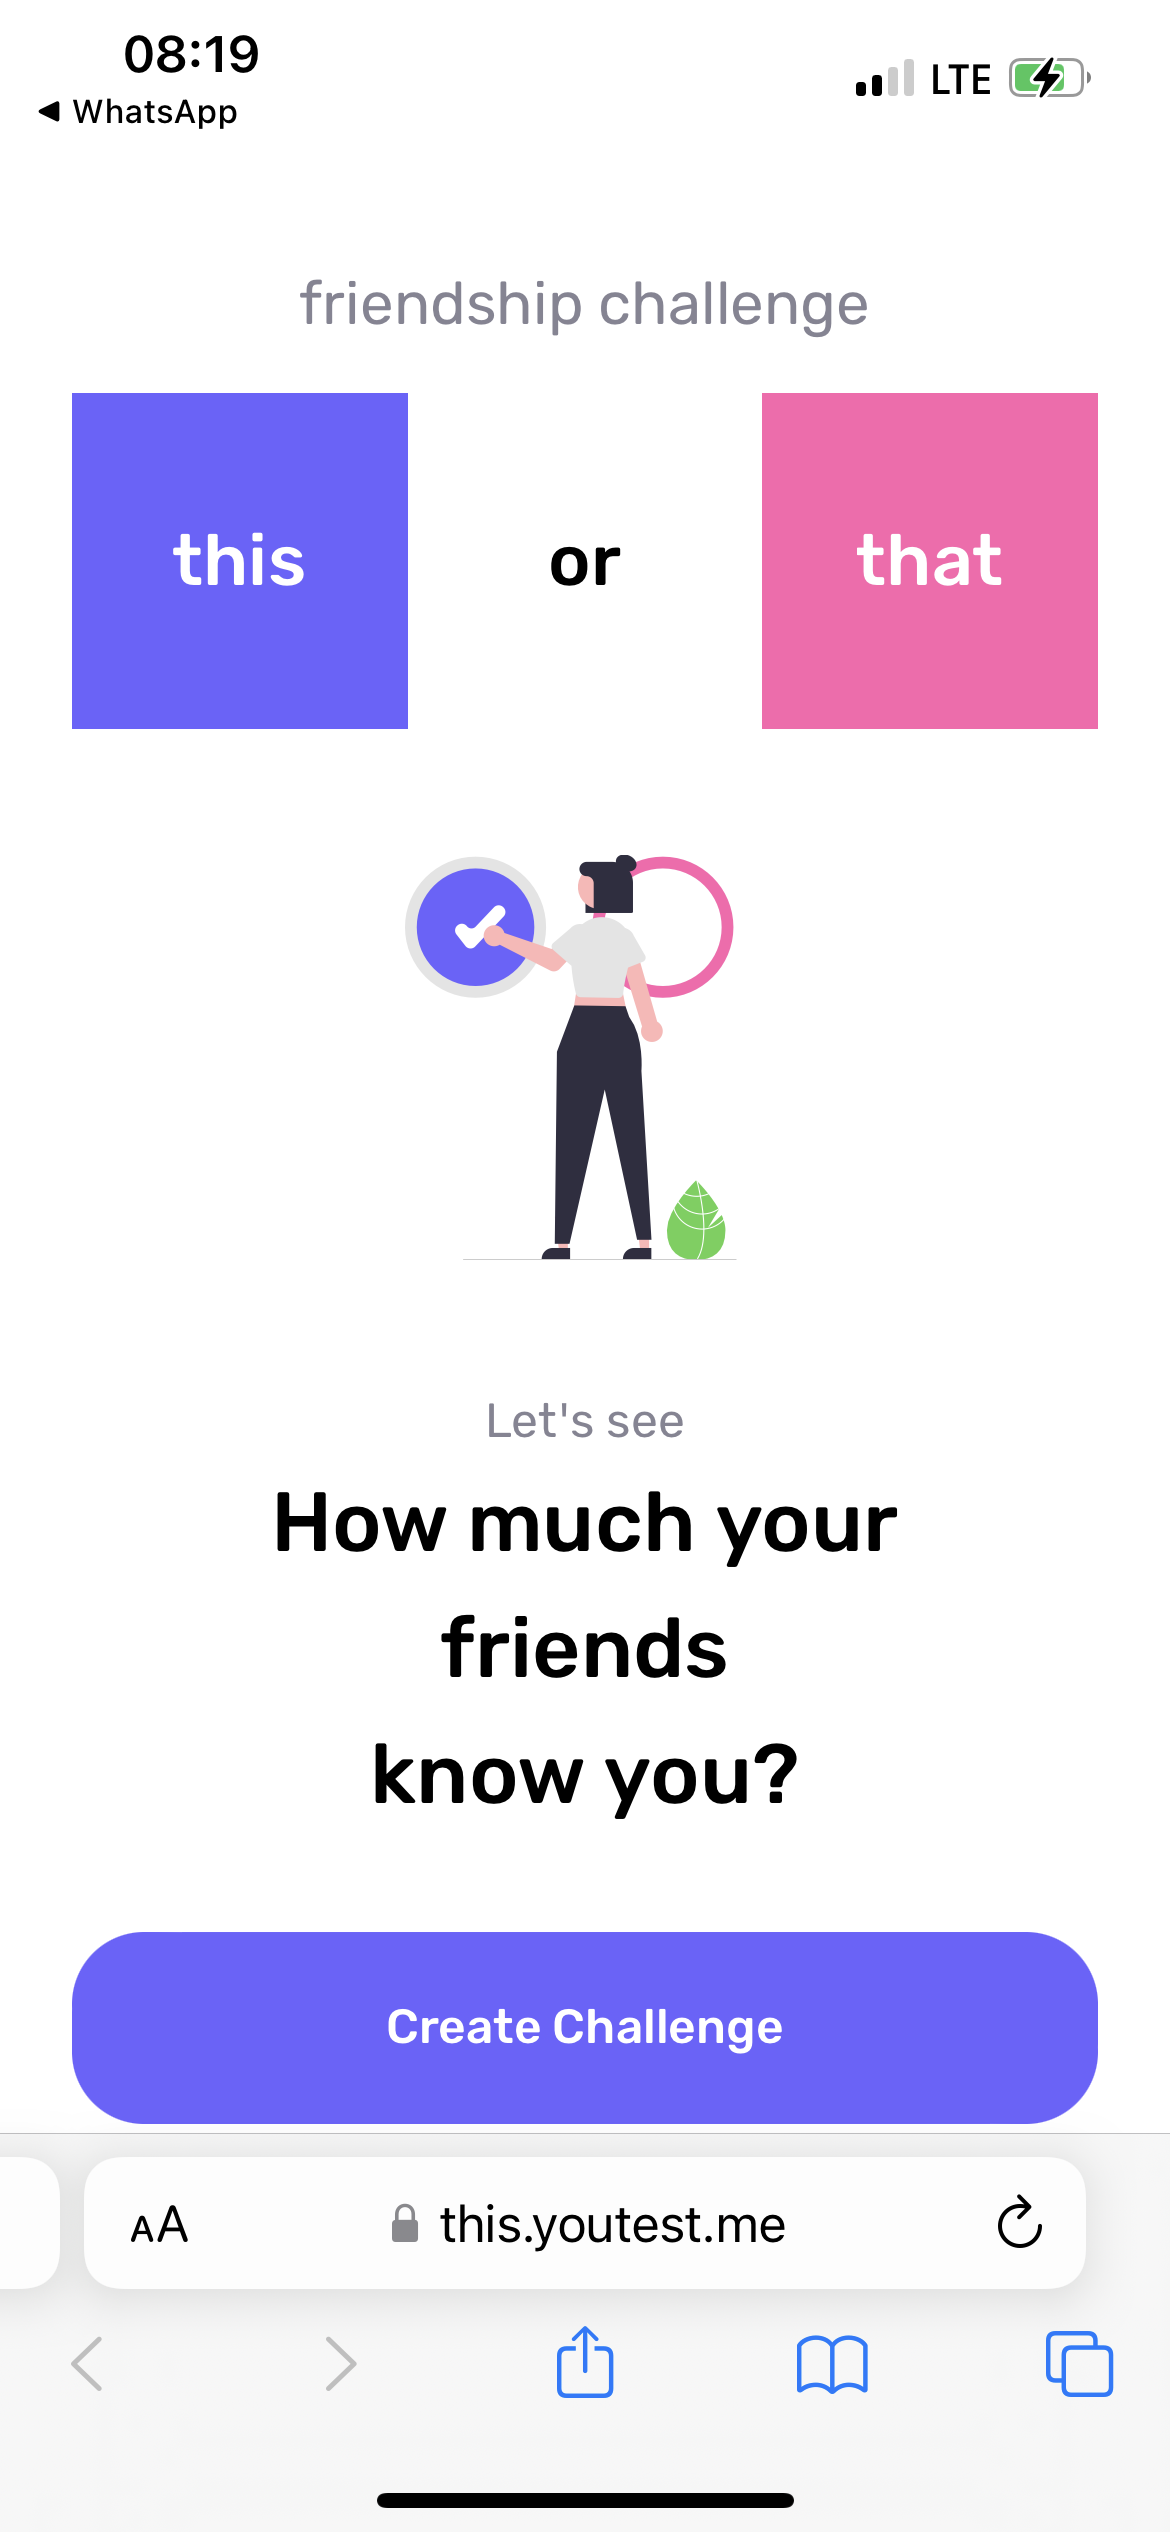 08:19
WhatsApp
LTE
friendship challenge
this or that
Let's see
How much your
friends
know you?
Create Challenge
AA this.youtest.me